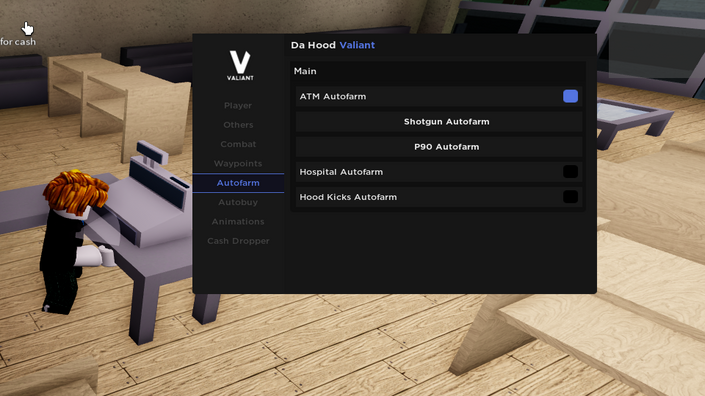 for cash
VALIANT
Player
Others
Combat
Waypoints
Autofarm
Autobuy
Animations
Cash Dropper
Da Hood Valiant
Main
ATM Autofarm
Shotgun Autofarm
P90 Autofarm
Hospital Autofarm
Hood Kicks Autofarm